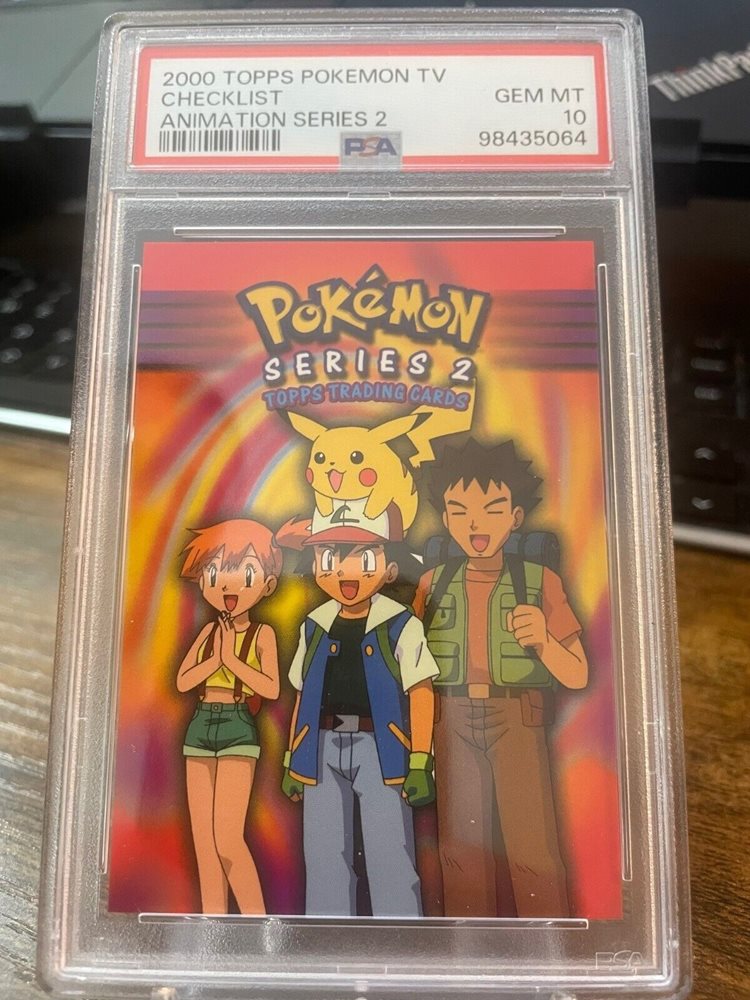 2000 TOPPS POKEMON TV
CHECKLIST GEM MT
ANIMATION SERIES 2 10
PSA 98435064
POKéMON
SERIES 2
TOPPS TRADING CARDS
PSA